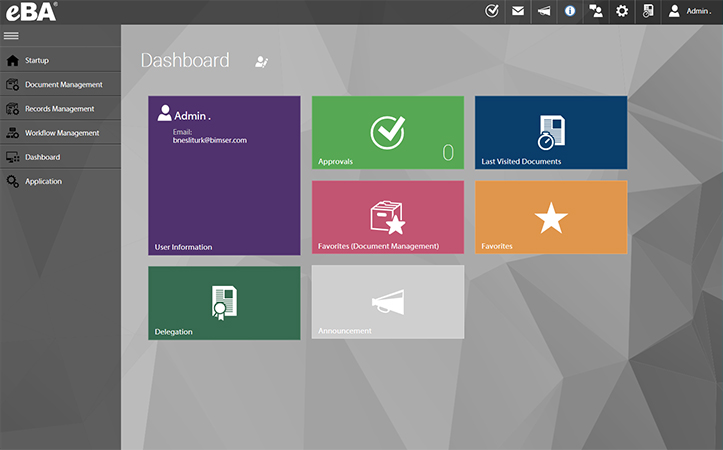 eBA®
Admin .
Startup
Document Management
Records Management
Workflow Management
Dashboard
Application
Dashboard
Admin .
Email:
bnesliturk@bimser.com
User Information
Approvals
0
Last Visited Documents
Favorites (Document Management)
Favorites
Delegation
Announcement